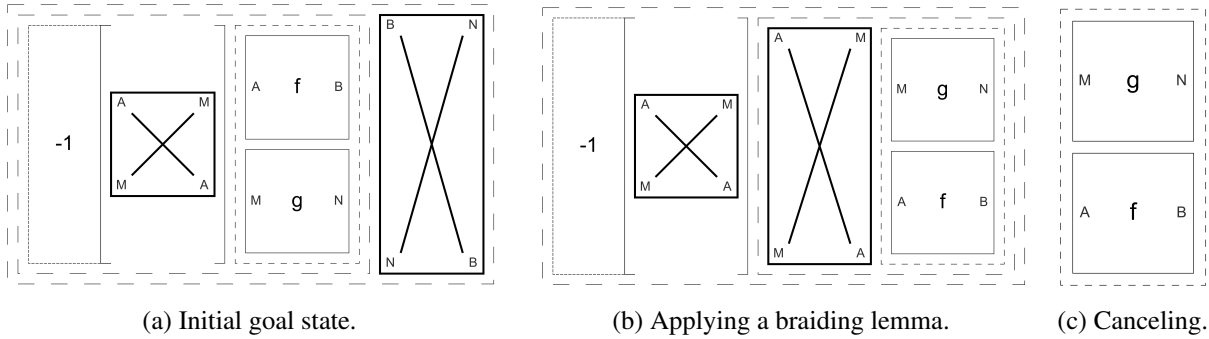 B N
A M
A f B
-1
M A
M g N
N B
(a) Initial goal state.
A M
M g N
A M
-1
M A
A f B
M A
(b) Applying a braiding lemma.
M g N
A f B
(c) Canceling.